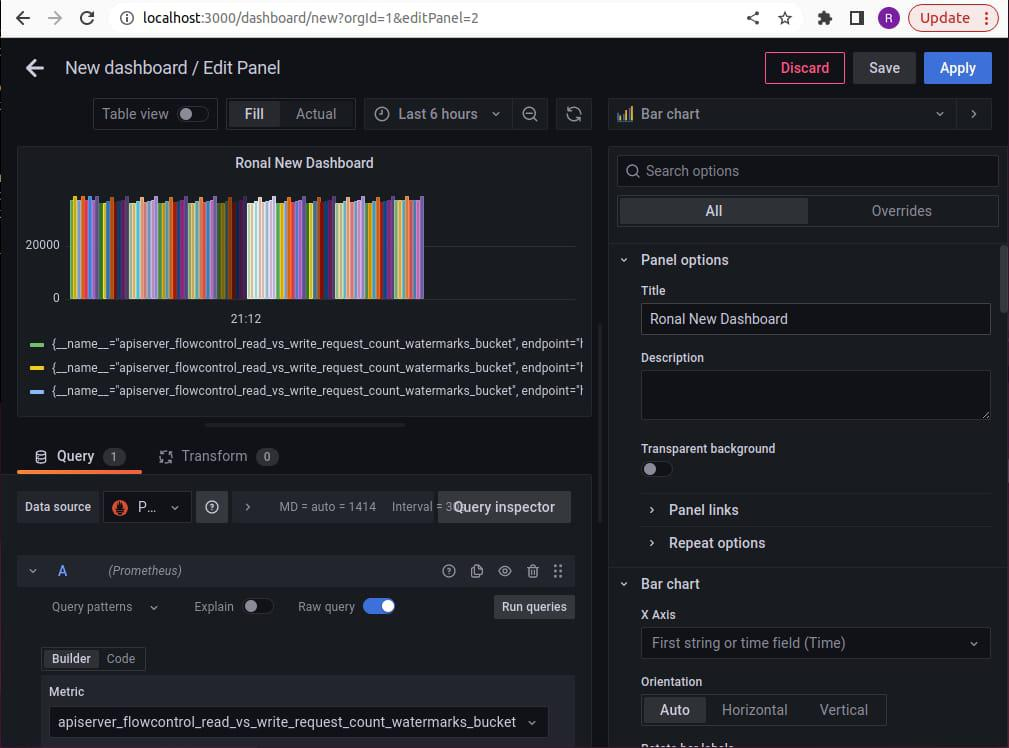 localhost:3000/dashboard/new?orgId=1&editPanel=2
R
Update
New dashboard / Edit Panel
Discard
Save
Apply
Table view
Fill
Actual
Last 6 hours
Bar chart
Ronal New Dashboard
20000
0
21:12
{__name__="apiserver_flowcontrol_read_vs_write_request_count_watermarks_bucket", endpoint="h
{__name__="apiserver_flowcontrol_read_vs_write_request_count_watermarks_bucket", endpoint="h
{__name__="apiserver_flowcontrol_read_vs_write_request_count_watermarks_bucket", endpoint="h
Search options
All
Overrides
Panel options
Title
Ronal New Dashboard
Description
Transparent background
Panel links
Repeat options
Bar chart
X Axis
First string or time field (Time)
Orientation
Auto
Horizontal
Vertical
Rotate bar labels
Query
1
Transform
0
Data source
P...
MD = auto = 1414
Interval =
Query inspector
A
(Prometheus)
Query patterns
Explain
Raw query
Run queries
Builder
Code
Metric
apiserver_flowcontrol_read_vs_write_request_count_watermarks_bucket